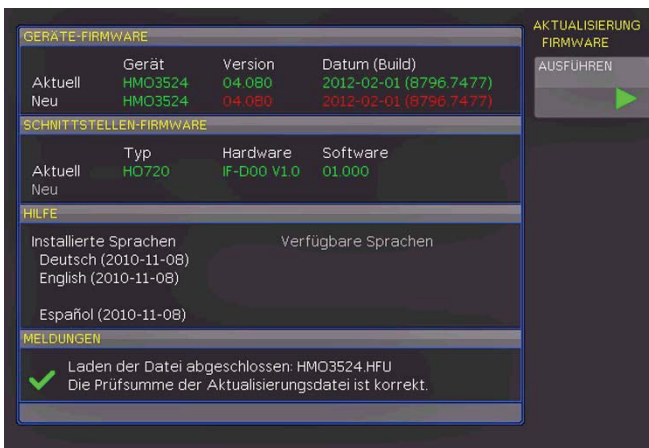 GERÄTE-FIRMWARE
Gerät Version Datum (Build)
Aktuell HMO3524 04.080 2012-02-01 (8796.7477)
Neu HMO3524 04.080 2012-02-01 (8796.7477)
SCHNITTSTELLEN-FIRMWARE
Typ Hardware Software
Aktuell HO720 IF-D00 V1.0 01.000
Neu
HILFE
Installierte Sprachen Verfügbare Sprachen
Deutsch (2010-11-08)
English (2010-11-08)
Español (2010-11-08)
MELDUNGEN
Laden der Datei abgeschlossen: HMO3524.HFU
Die Prüfsumme der Aktualisierungsdatei ist korrekt.
AKTUALISIERUNG
FIRMWARE
AUSFÜHREN